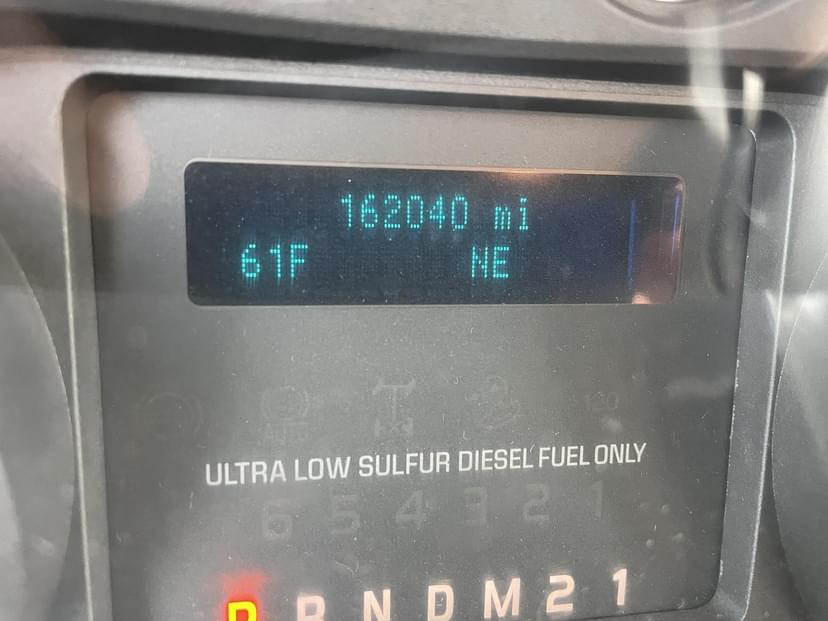 162040 mi
61F NE
ULTRA LOW SULFUR DIESEL FUEL ONLY
6 5 4 3 2 1
P R N D M 2 1